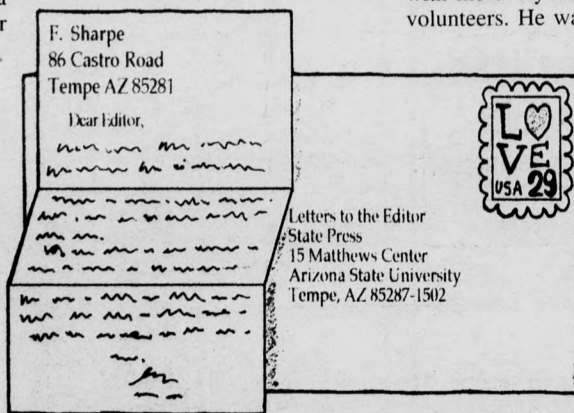 volunteers. He wa
F. Sharpe
86 Castro Road
Tempe AZ 85281
Dear Editor,
LOVE
USA 29
Letters to the Editor
State Press
15 Matthews Center
Arizona State University
Tempe, AZ 85287-1502